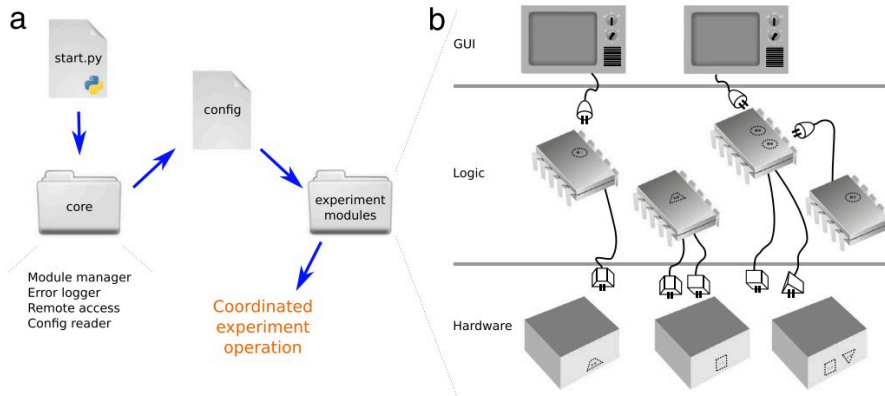 a
start.py
core
Module manager
Error logger
Remote access
Config reader
config
experiment
modules
Coordinated
experiment
operation
b
GUI
Logic
Hardware